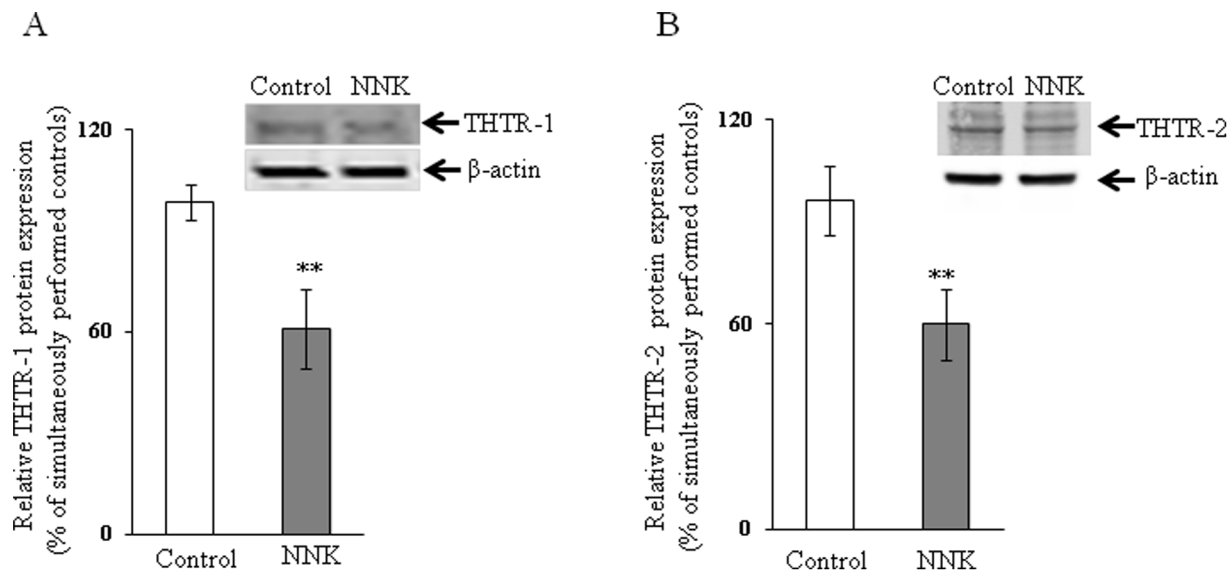 A
Control NNK
THTR-1
β-actin
Relative THTR-1 protein expression
(% of simultaneously performed controls)
120
60
0
**
Control NNK
B
Control NNK
THTR-2
β-actin
Relative THTR-2 protein expression
(% of simultaneously performed controls)
120
60
0
**
Control NNK